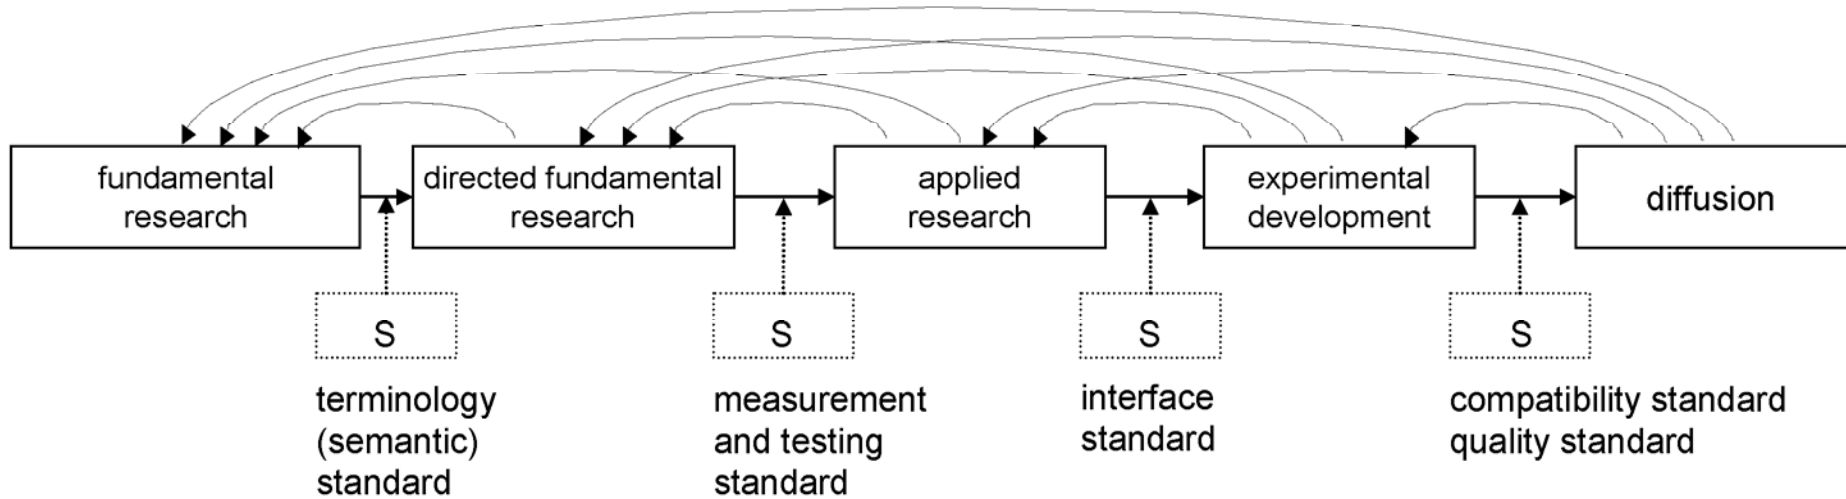 fundamental
research
directed fundamental
research
applied
research
experimental
development
diffusion
S
S
S
S
terminology
(semantic)
standard
measurement
and testing
standard
interface
standard
compatibility standard
quality standard